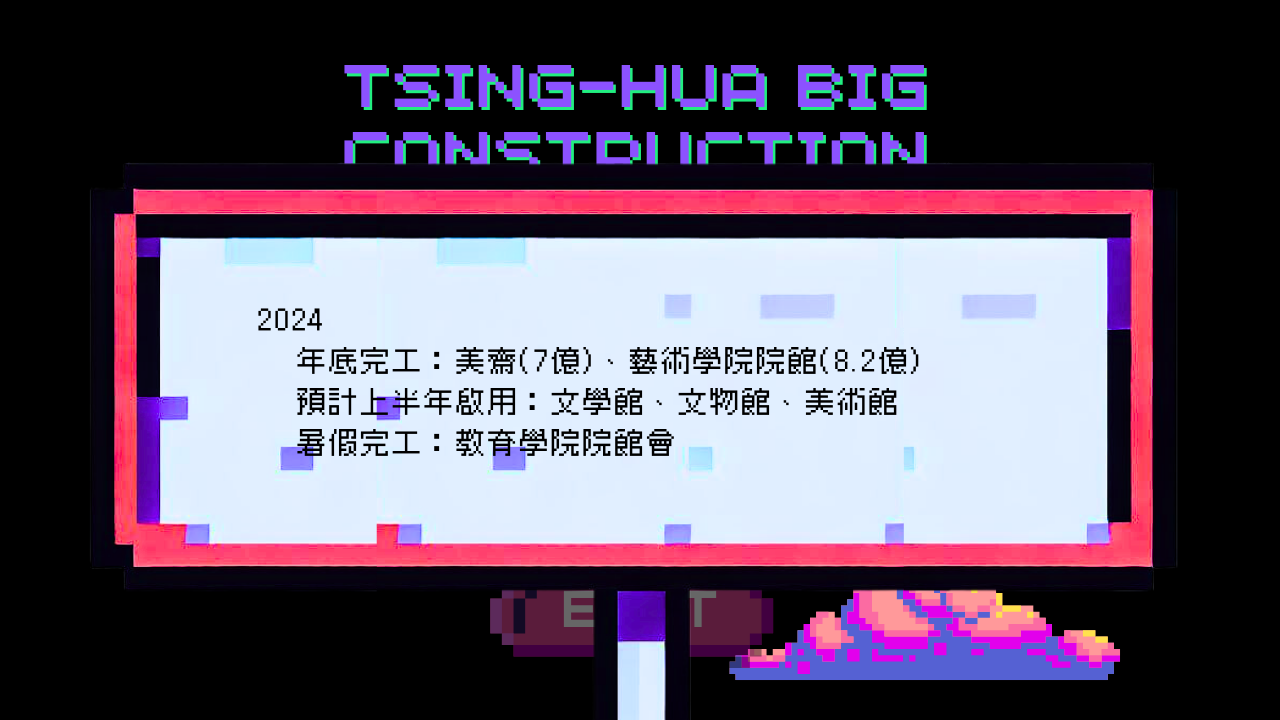 TSING-HUA BIG
CONSTRUCTION
2024
年底完工：美齋(7億)、藝術學院院館(8.2億)
預計上半年啟用：文學館、文物館、美術館
暑假完工：教育學院院館會